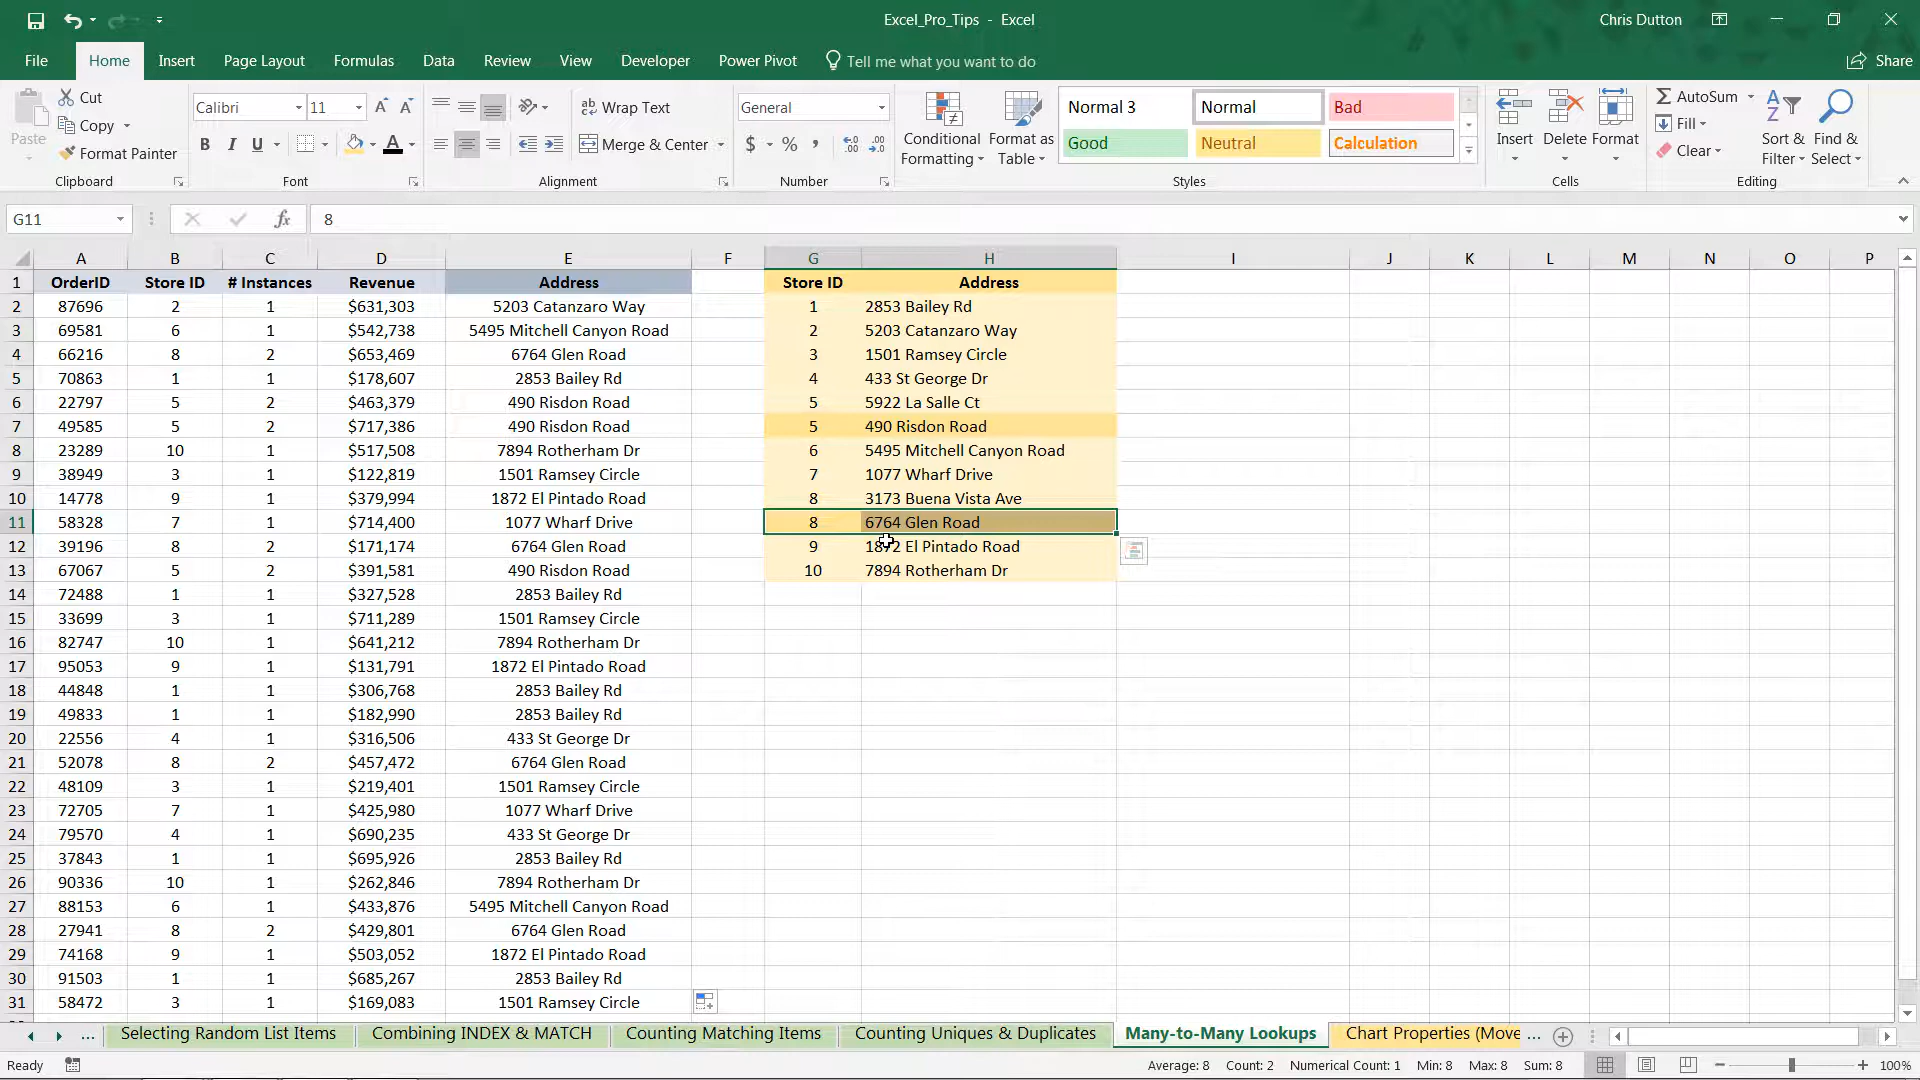 Excel_Pro_Tips - Excel
Chris Dutton
File Home Insert Page Layout Formulas Data Review View Developer Power Pivot Tell me what you want to do Share
Paste
Cut
Copy
Format Painter
Clipboard
Calibri 11
B I U
Font
Wrap Text
Merge & Center
Alignment
General
$ % ,
Number
Conditional Formatting
Format as Table
Normal 3 Normal Bad
Good Neutral Calculation
Styles
Insert Delete Format
Cells
AutoSum
Fill
Clear
Sort & Filter
Find & Select
Editing
G11 fx 8
A B C D E F G H I J K L M N O P
1 OrderID Store ID # Instances Revenue Address Store ID Address
2 87696 2 1 $631,303 5203 Catanzaro Way 1 2853 Bailey Rd
3 69581 6 1 $542,738 5495 Mitchell Canyon Road 2 5203 Catanzaro Way
4 66216 8 2 $653,469 6764 Glen Road 3 1501 Ramsey Circle
5 70863 1 1 $178,607 2853 Bailey Rd 4 433 St George Dr
6 22797 5 2 $463,379 490 Risdon Road 5 5922 La Salle Ct
7 49585 5 2 $717,386 490 Risdon Road 5 490 Risdon Road
8 23289 10 1 $517,508 7894 Rotherham Dr 6 5495 Mitchell Canyon Road
9 38949 3 1 $122,819 1501 Ramsey Circle 7 1077 Wharf Drive
10 14778 9 1 $379,994 1872 El Pintado Road 8 3173 Buena Vista Ave
11 58328 7 1 $714,400 1077 Wharf Drive 8 6764 Glen Road
12 39196 8 2 $171,174 6764 Glen Road 9 1872 El Pintado Road
13 67067 5 2 $391,581 490 Risdon Road 10 7894 Rotherham Dr
14 72488 1 1 $327,528 2853 Bailey Rd
15 33699 3 1 $711,289 1501 Ramsey Circle
16 82747 10 1 $641,212 7894 Rotherham Dr
17 95053 9 1 $131,791 1872 El Pintado Road
18 44848 1 1 $306,768 2853 Bailey Rd
19 49833 1 1 $182,990 2853 Bailey Rd
20 22556 4 1 $316,506 433 St George Dr
21 52078 8 2 $457,472 6764 Glen Road
22 48109 3 1 $219,401 1501 Ramsey Circle
23 72705 7 1 $425,980 1077 Wharf Drive
24 79570 4 1 $690,235 433 St George Dr
25 37843 1 1 $695,926 2853 Bailey Rd
26 90336 10 1 $262,846 7894 Rotherham Dr
27 88153 6 1 $433,876 5495 Mitchell Canyon Road
28 27941 8 2 $429,801 6764 Glen Road
29 74168 9 1 $503,052 1872 El Pintado Road
30 91503 1 1 $685,267 2853 Bailey Rd
31 58472 3 1 $169,083 1501 Ramsey Circle
... Selecting Random List Items Combining INDEX & MATCH Counting Matching Items Counting Uniques & Duplicates Many-to-Many Lookups Chart Properties (Move ...
Ready Average: 8 Count: 2 Numerical Count: 1 Min: 8 Max: 8 Sum: 8 100%